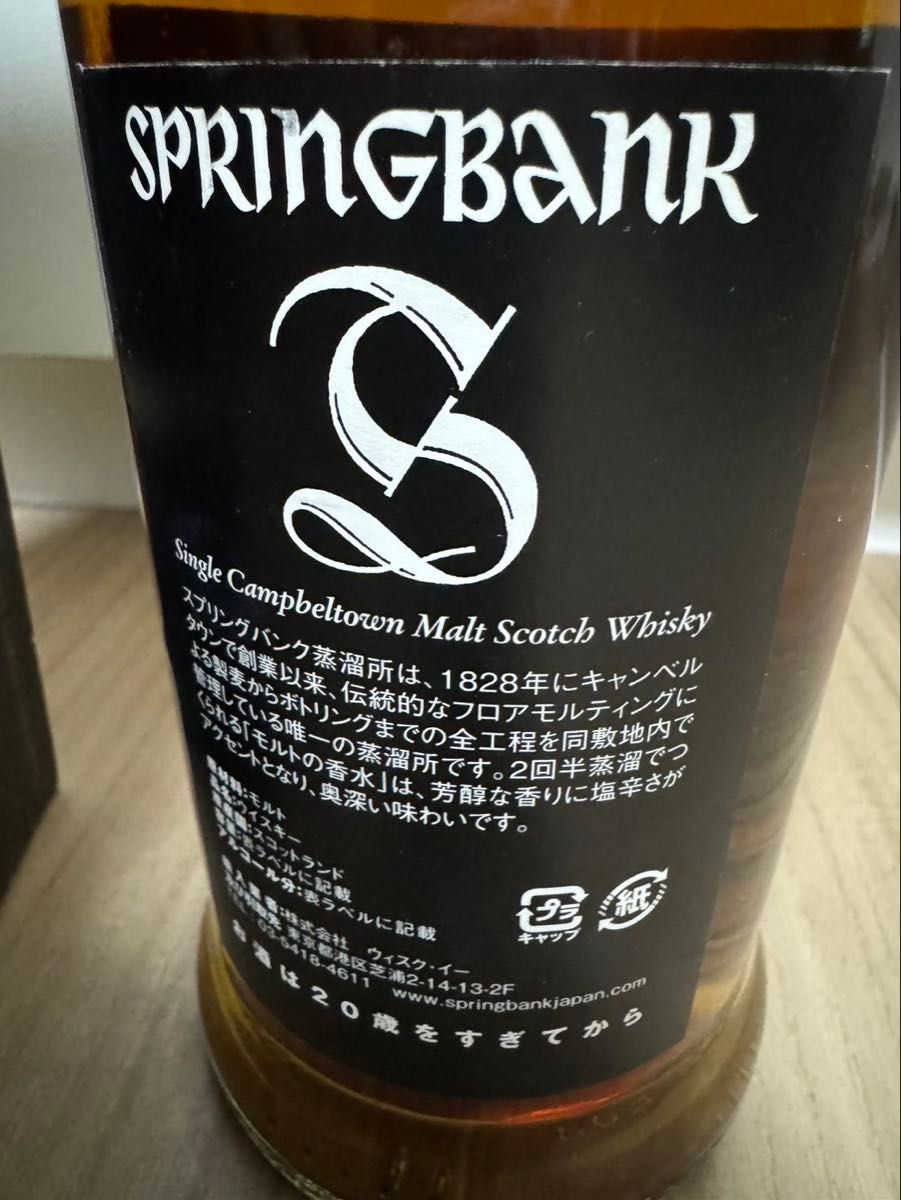 SPRINGBANK
S
Single Campbeltown Malt Scotch Whisky
スプリングバンク蒸溜所は、1828年にキャンベル
タウンで創業以来、伝統的なフロアモルティングに
よる製麦からボトリングまでの全工程を同敷地内で
管理している唯一の蒸溜所です。2回半蒸溜でつ
くられる「モルトの香水」は、芳醇な香りに塩辛さが
アクセントとなり、奥深い味わいです。
原材料:モルト
品名:ウイスキー
原産国:スコットランド
容量:表ラベルに記載
アルコール分:表ラベルに記載
輸入業者:株式会社 ウィスク・イー
東京都港区芝浦2-14-13-2F
03-5418-4611 www.springbankjapan.com
プラ
キャップ
紙
お酒は20歳をすぎてから